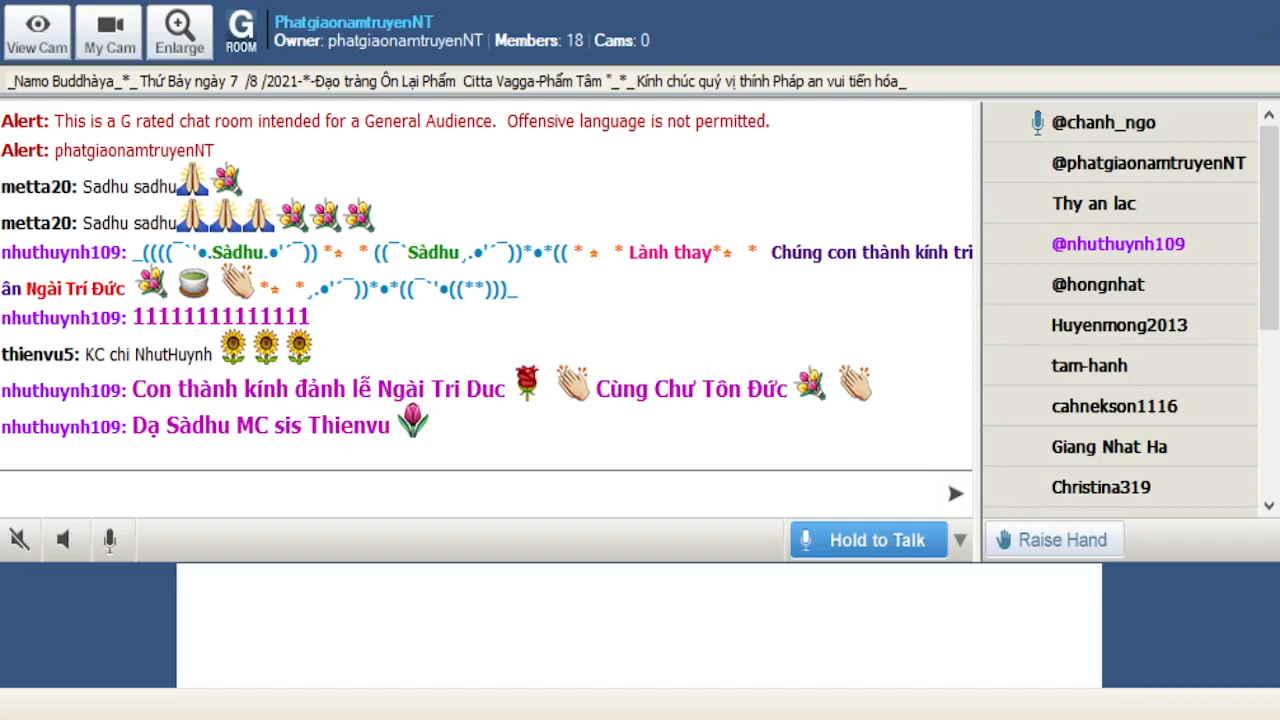 View Cam
My Cam
Enlarge
G
ROOM
PhatgiaonamtruyenNT
Owner: phatgiaonamtruyenNT | Members: 18 | Cams: 0
_Namo Buddhàya_*_Thứ Bảy ngày 7 /8 /2021-*-Đạo tràng Ôn Lại Phẩm Citta Vagga-Phẩm Tâm "_*_Kính chúc quý vị thính Pháp an vui tiến hóa_
Alert: This is a G rated chat room intended for a General Audience. Offensive language is not permitted.
Alert: phatgiaonamtruyenNT
metta20: Sadhu sadhu
metta20: Sadhu sadhu
nhuthuynh109: _((((¯`'•.Sàdhu.•'´¯)) *⭑ * ((¯`Sàdhu¸.•'´¯))*•*(( * ⭑ * Lành thay*⭑ * Chúng con thành kính tri
ân Ngài Trí Đức *⭑ *¸.•'´¯))*•*((¯`'•((**)))_
nhuthuynh109: 11111111111111
thienvu5: KC chi NhutHuynh
nhuthuynh109: Con thành kính đảnh lễ Ngài Tri Duc Cùng Chư Tôn Đức
nhuthuynh109: Dạ Sàdhu MC sis Thienvu
Hold to Talk
@chanh_ngo
@phatgiaonamtruyenNT
Thy an lac
@nhuthuynh109
@hongnhat
Huyenmong2013
tam-hanh
cahnekson1116
Giang Nhat Ha
Christina319
Raise Hand